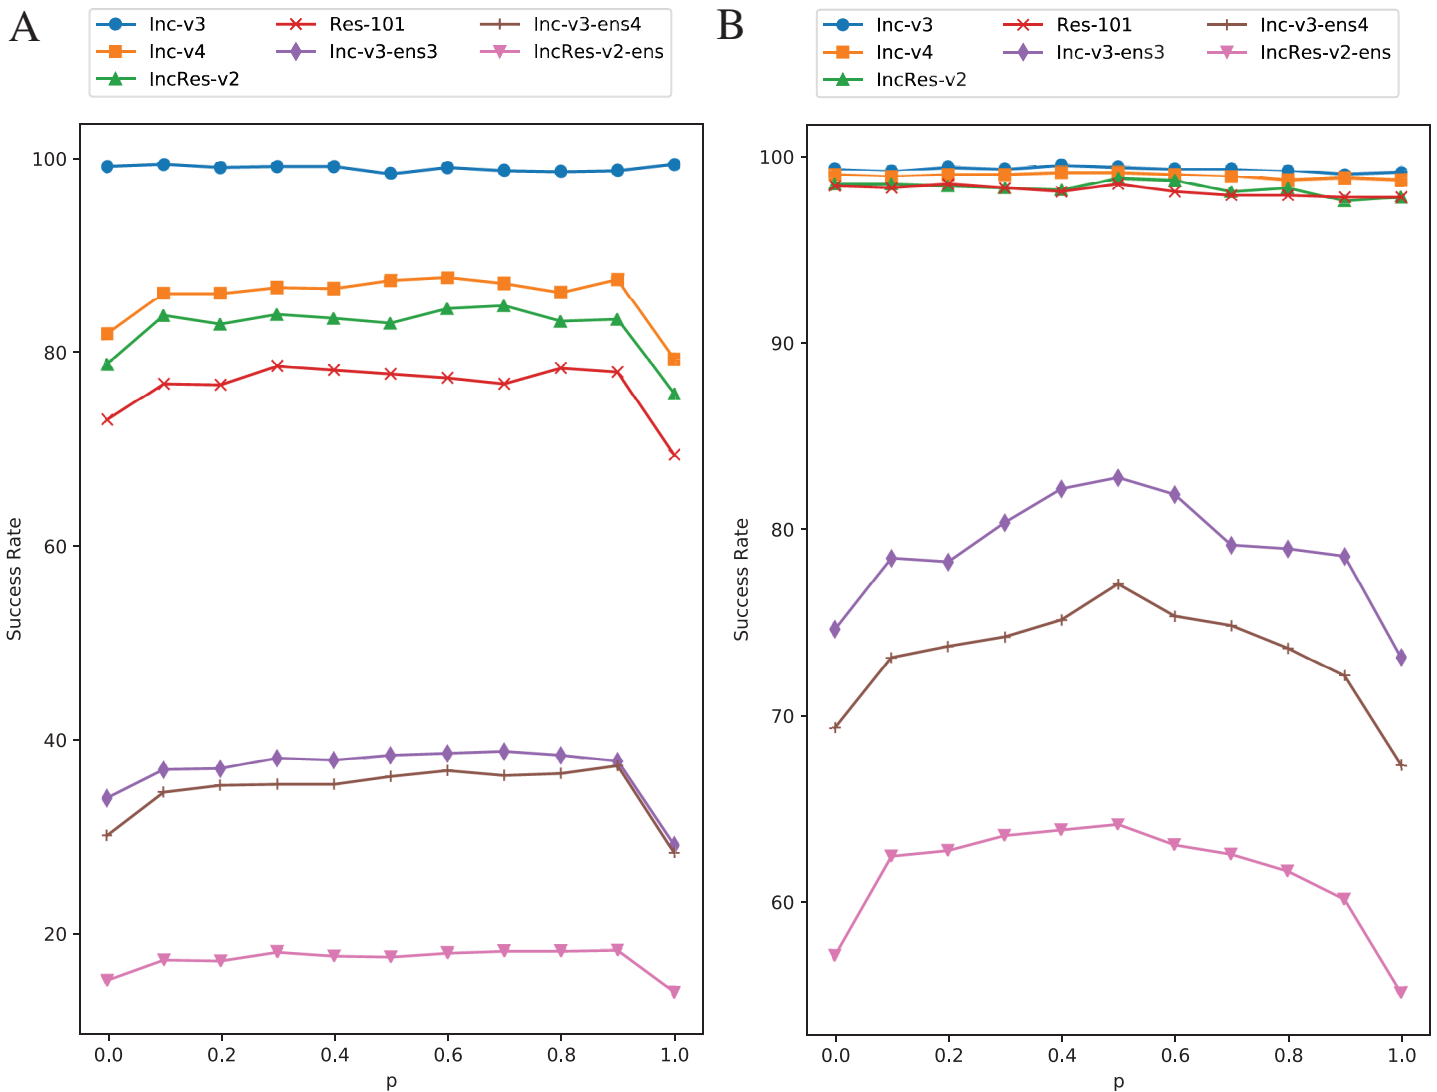 A
Inc-v3
Inc-v4
IncRes-v2
Res-101
Inc-v3-ens3
Inc-v3-ens4
IncRes-v2-ens
100
80
60
40
20
Success Rate
0.0 0.2 0.4 0.6 0.8 1.0
p
B
Inc-v3
Inc-v4
IncRes-v2
Res-101
Inc-v3-ens3
Inc-v3-ens4
IncRes-v2-ens
100
90
80
70
60
Success Rate
0.0 0.2 0.4 0.6 0.8 1.0
p